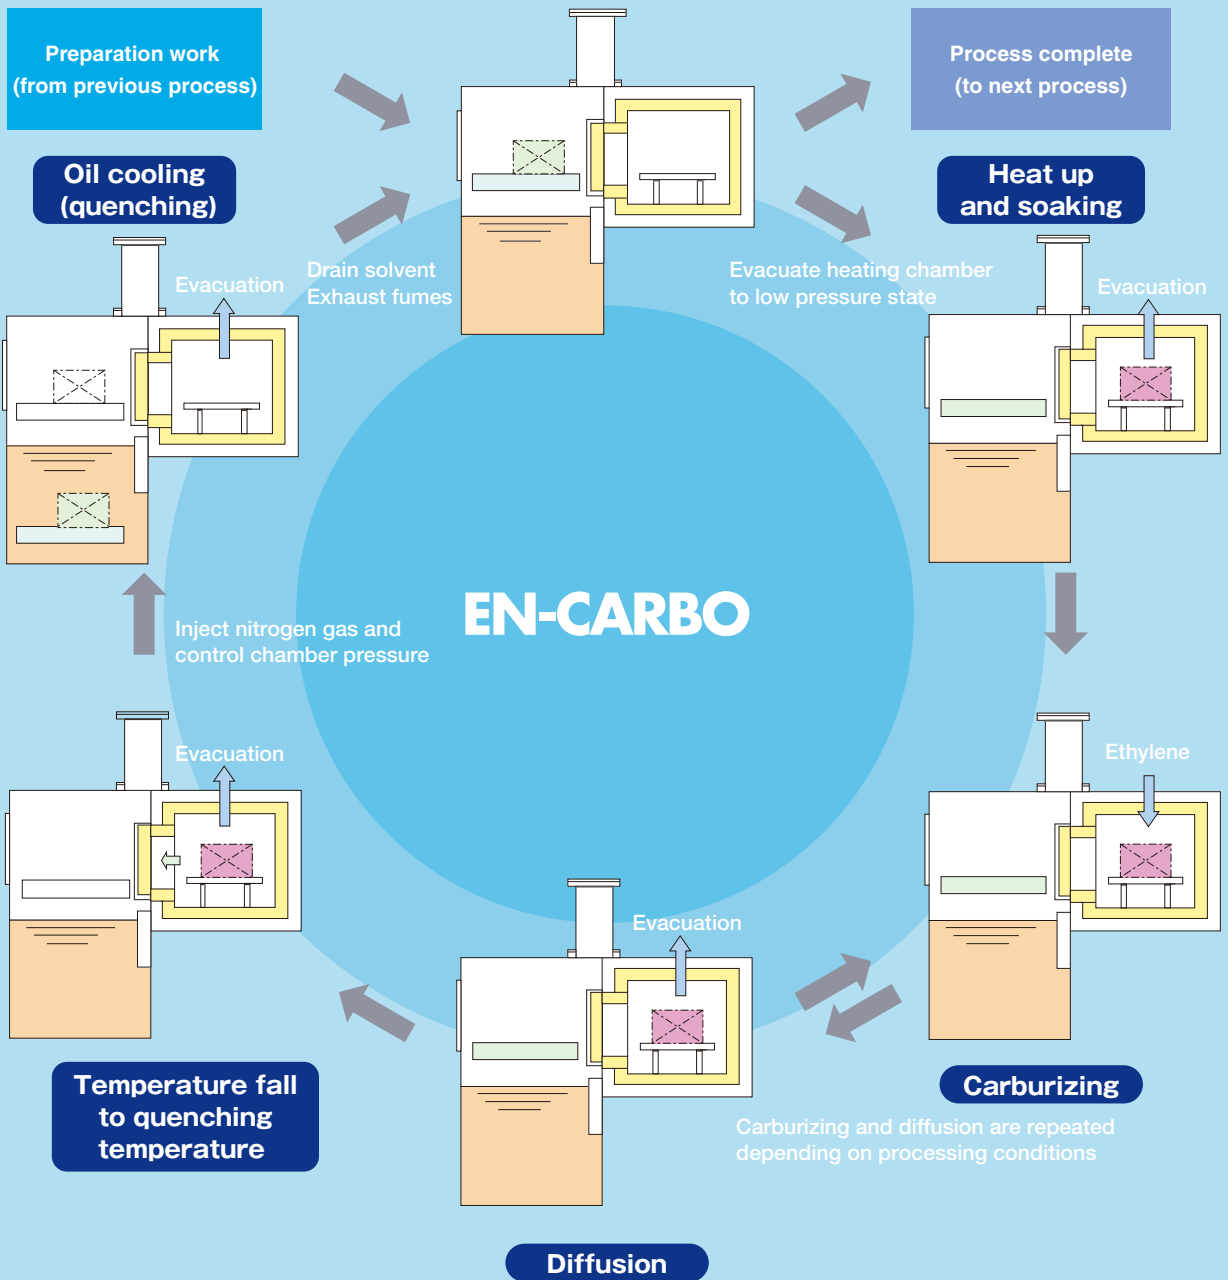 Preparation work
(from previous process)
Process complete
(to next process)
Oil cooling
(quenching)
Heat up
and soaking
Drain solvent
Exhaust fumes
Evacuate heating chamber
to low pressure state
Evacuation
Evacuation
EN-CARBO
Inject nitrogen gas and
control chamber pressure
Evacuation
Ethylene
Evacuation
Temperature fall
to quenching
temperature
Carburizing
Carburizing and diffusion are repeated
depending on processing conditions
Diffusion